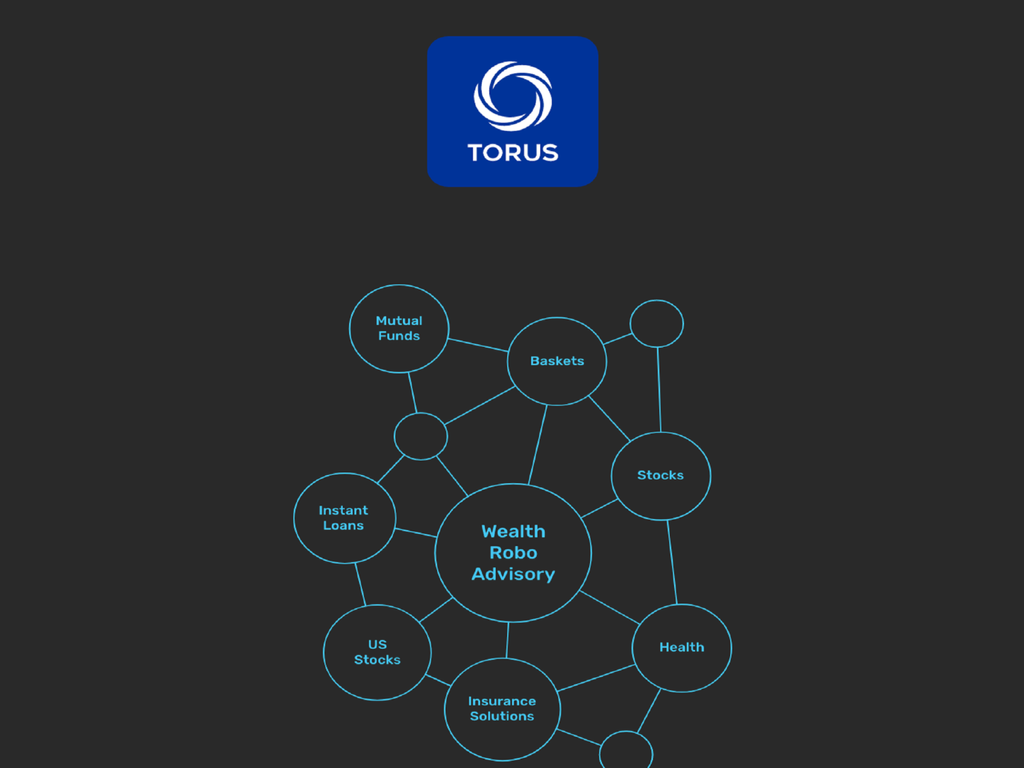 TORUS
Mutual
Funds
Baskets
Stocks
Instant
Loans
Wealth
Robo
Advisory
US
Stocks
Health
Insurance
Solutions